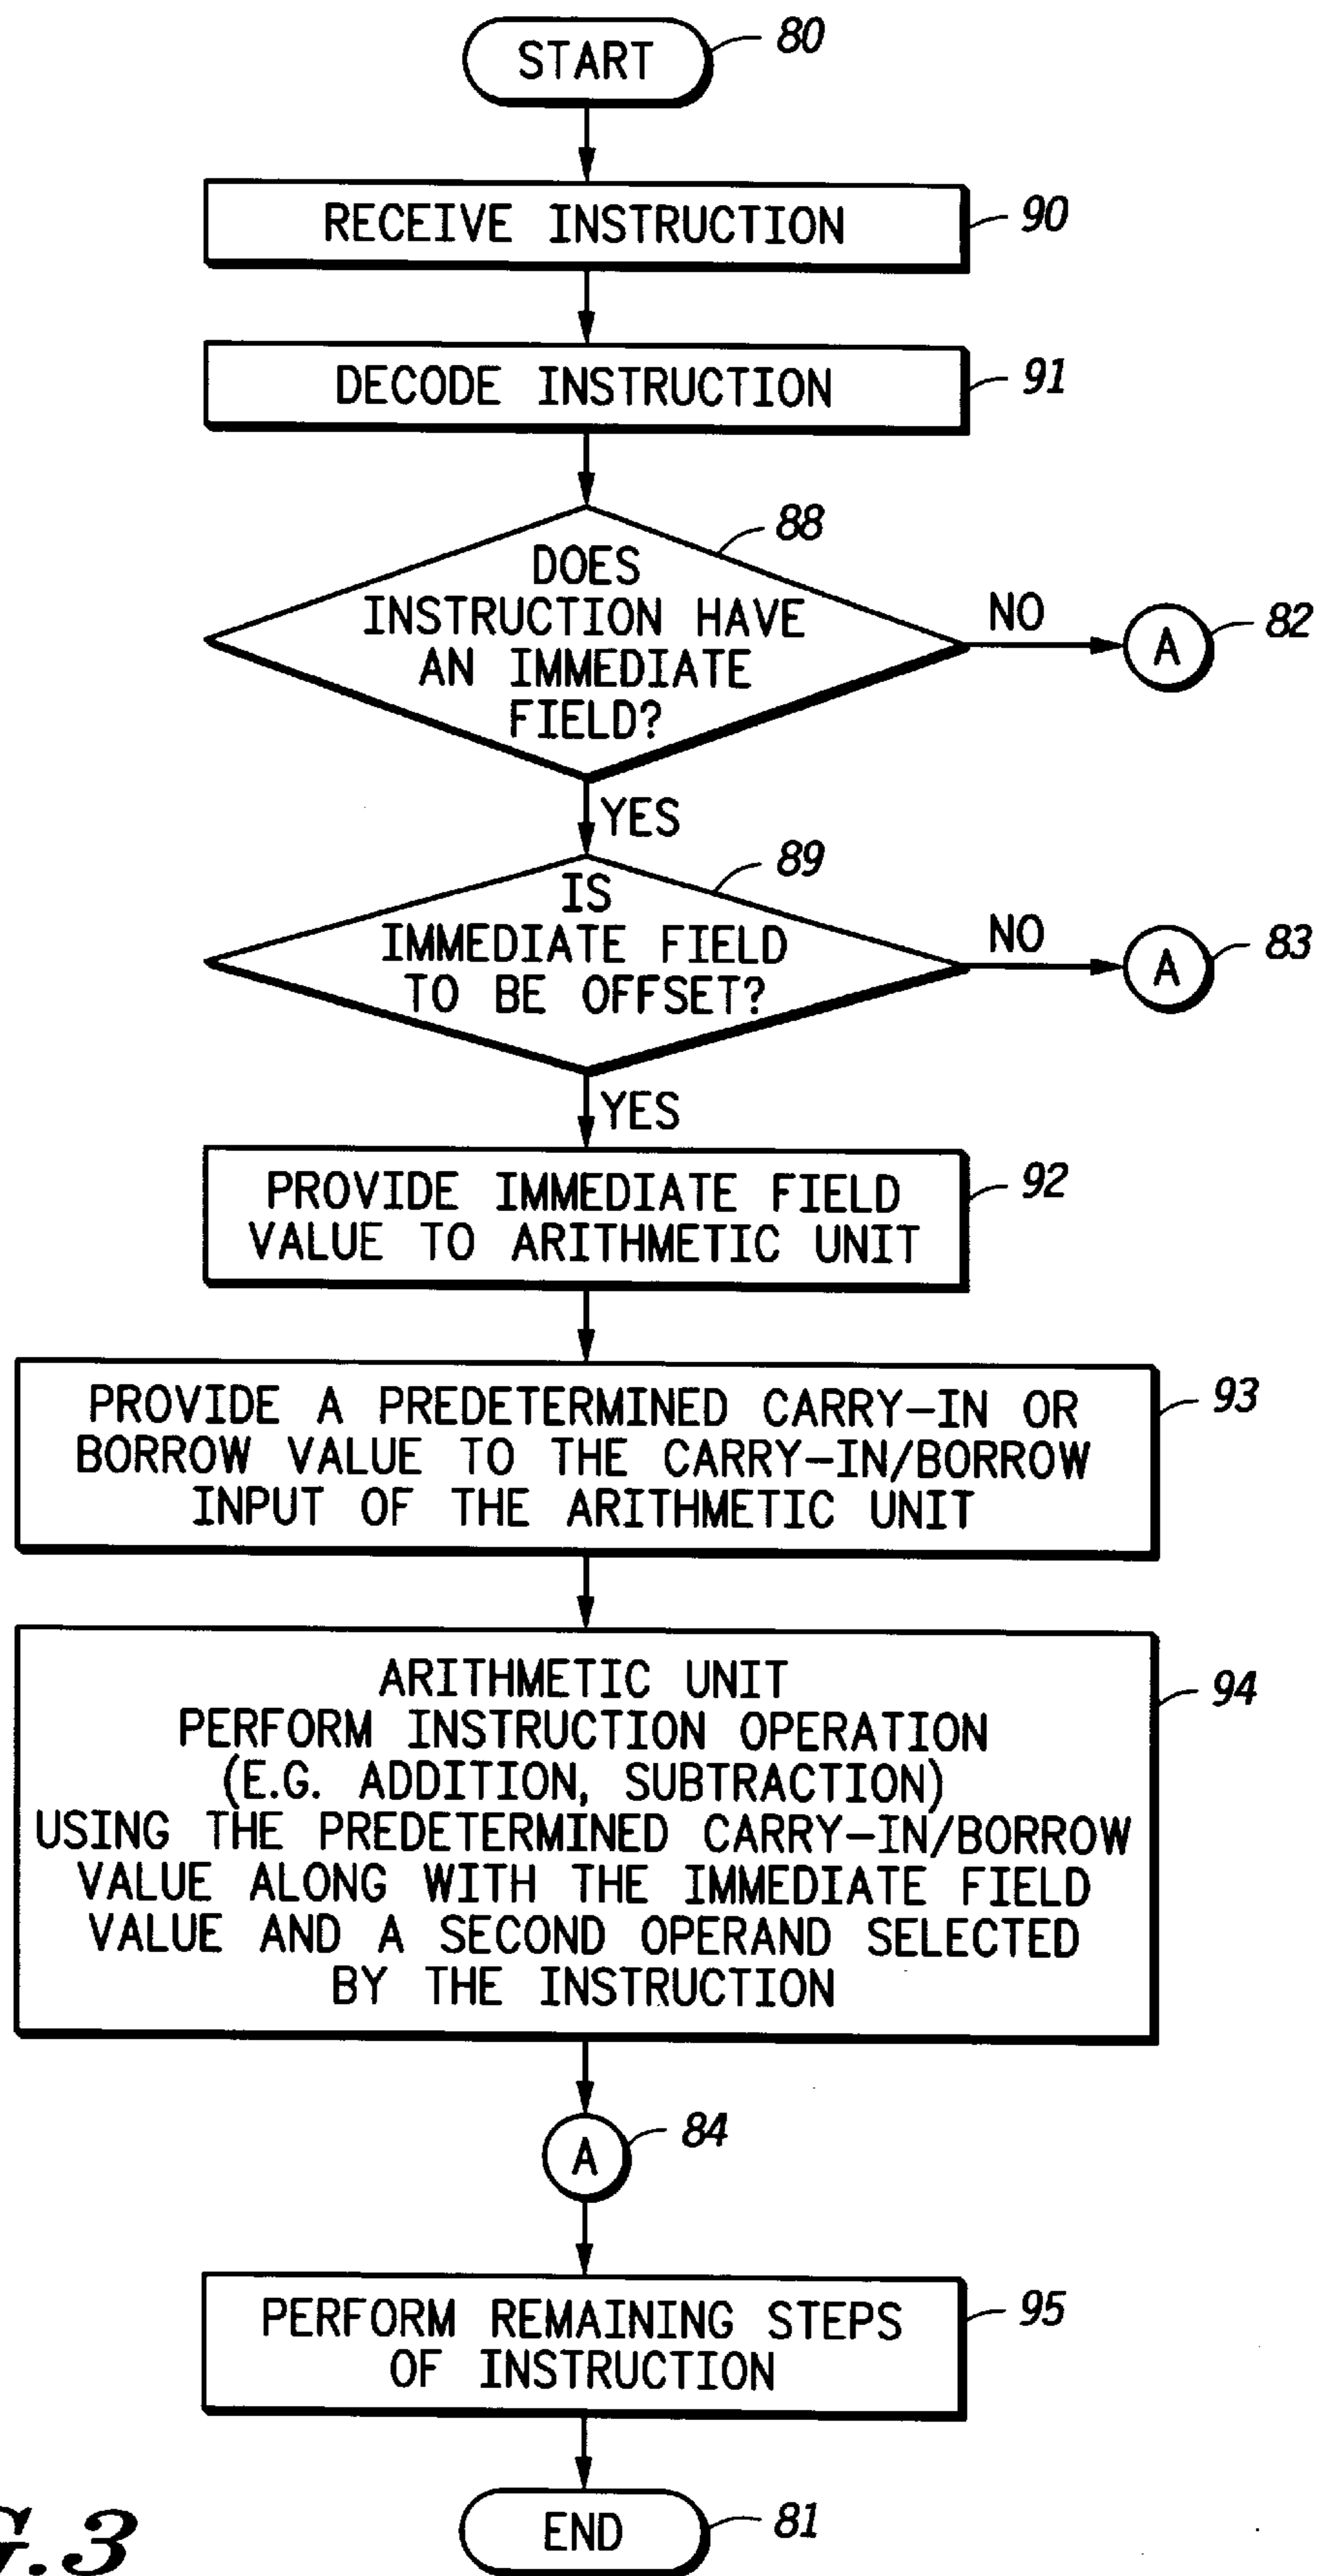 START
80
RECEIVE INSTRUCTION
90
DECODE INSTRUCTION
91
88
DOES
INSTRUCTION HAVE
AN IMMEDIATE
FIELD?
NO
A
82
YES
89
IS
IMMEDIATE FIELD
TO BE OFFSET?
NO
A
83
YES
PROVIDE IMMEDIATE FIELD
VALUE TO ARITHMETIC UNIT
92
PROVIDE A PREDETERMINED CARRY-IN OR
BORROW VALUE TO THE CARRY-IN/BORROW
INPUT OF THE ARITHMETIC UNIT
93
ARITHMETIC UNIT
PERFORM INSTRUCTION OPERATION
(E.G. ADDITION, SUBTRACTION)
USING THE PREDETERMINED CARRY-IN/BORROW
VALUE ALONG WITH THE IMMEDIATE FIELD
VALUE AND A SECOND OPERAND SELECTED
BY THE INSTRUCTION
94
A
84
PERFORM REMAINING STEPS
OF INSTRUCTION
95
END
81
G.3